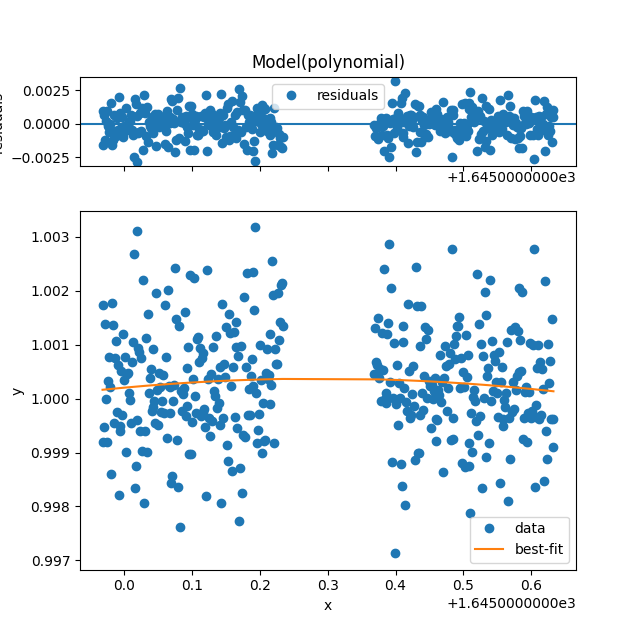 Model(polynomial)
0.0025
0.0000
−0.0025
residuals
+1.6450000000e3
1.003
1.002
1.001
1.000
0.999
0.998
0.997
y
data
best-fit
0.0 0.1 0.2 0.3 0.4 0.5 0.6
x
+1.6450000000e3